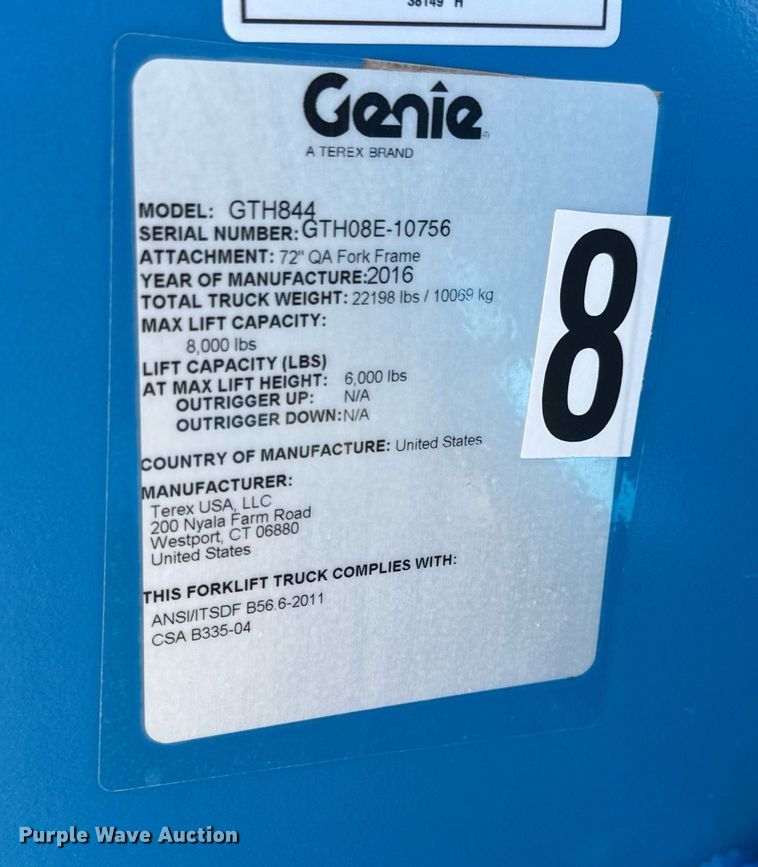 38149 H
Genie
A TEREX BRAND
MODEL: GTH844
SERIAL NUMBER: GTH08E-10756
ATTACHMENT: 72" QA Fork Frame
YEAR OF MANUFACTURE:2016
TOTAL TRUCK WEIGHT: 22198 lbs / 10069 kg
MAX LIFT CAPACITY:
8,000 lbs
LIFT CAPACITY (LBS)
AT MAX LIFT HEIGHT: 6,000 lbs
OUTRIGGER UP: N/A
OUTRIGGER DOWN: N/A
COUNTRY OF MANUFACTURE: United States
MANUFACTURER:
Terex USA, LLC
200 Nyala Farm Road
Westport, CT 06880
United States
THIS FORKLIFT TRUCK COMPLIES WITH:
ANSI/ITSDF B56.6-2011
CSA B335-04
8
Purple Wave Auction